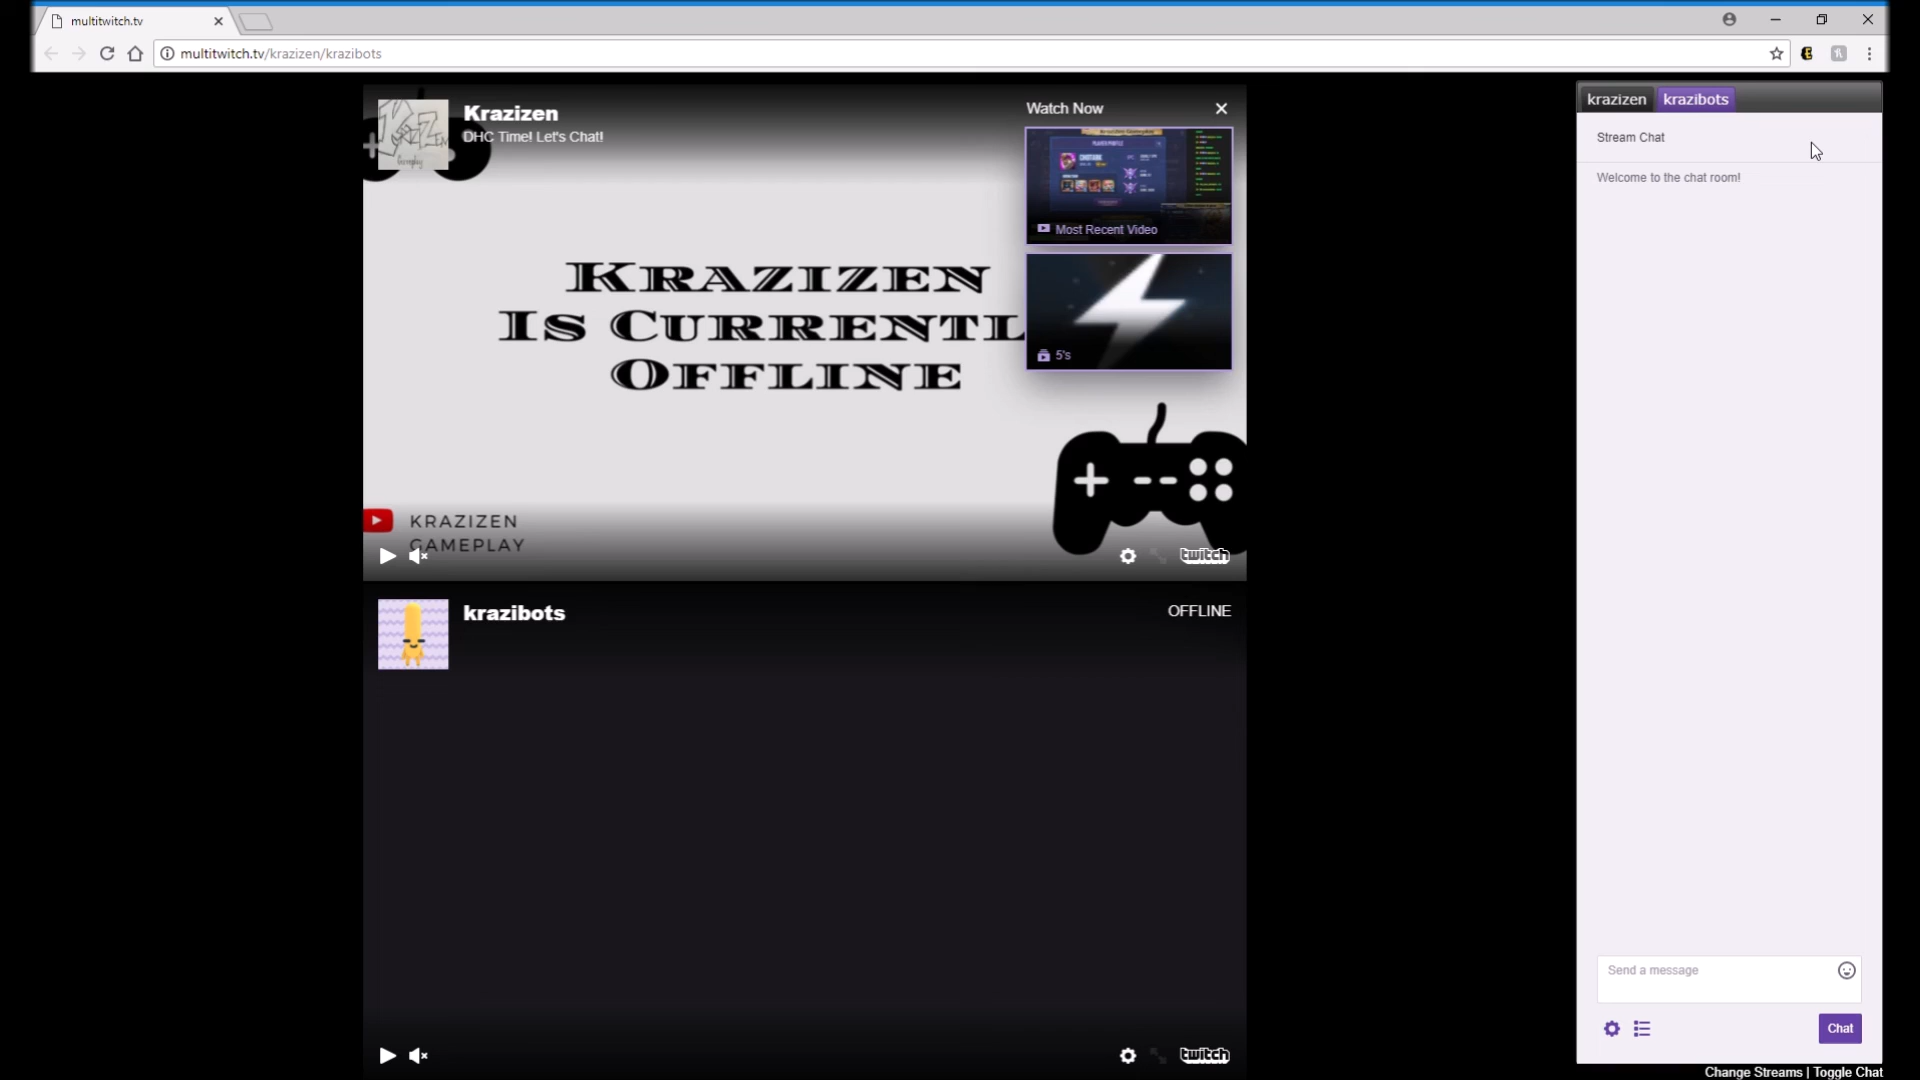 multitwitch.tv
multitwitch.tv/krazizen/krazibots
Krazizen
DHC Time! Let's Chat!
Watch Now
PLAYER PROFILE
Most Recent Video
5's
KRAZIZEN
IS CURRENTL
OFFLINE
KRAZIZEN
GAMEPLAY
twitch
krazibots
OFFLINE
twitch
krazizen
krazibots
Stream Chat
Welcome to the chat room!
Send a message
Chat
Change Streams | Toggle Chat